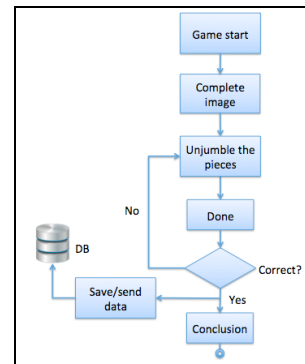 Game start
Complete
image
Unjumble the
pieces
No
Done
DB
Correct?
Save/send
data
Yes
Conclusion